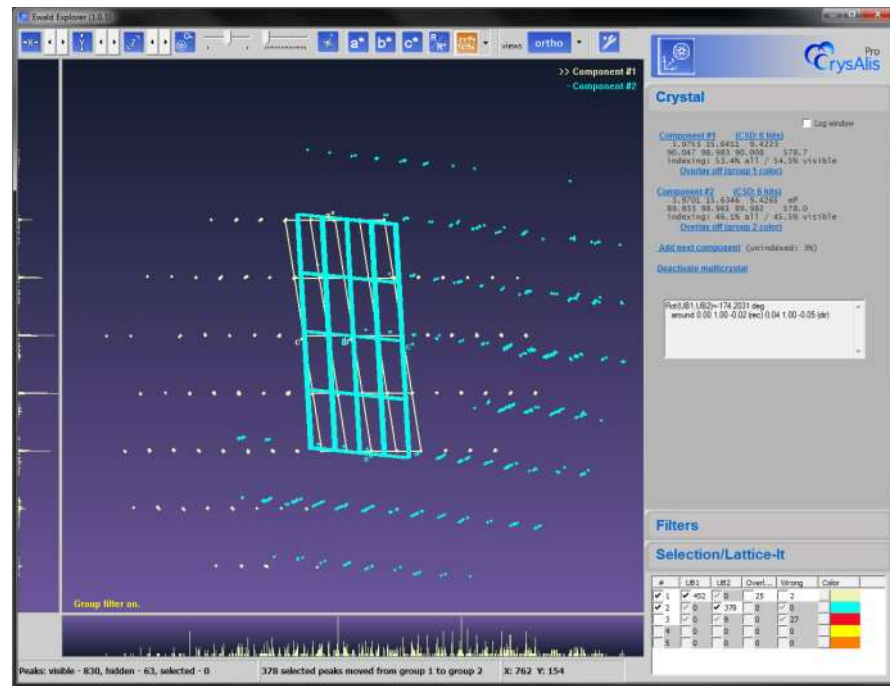 Ewald Explorer (1.0.3)
a* b* c* views ortho
>> Component #1
- Component #2
Pro
CrysAlis
Crystal
Log window
Component #1 (CSD: 6 hits)
3.9753 15.6411 9.4223
90.047 98.983 90.008 578.7
indexing: 53.4% all / 54.5% visible
Overlay off (group 1 color)
Component #2 (CSD: 6 hits)
3.9701 15.6346 9.4265 mP
89.933 98.961 89.982 578.0
indexing: 46.1% all / 45.5% visible
Overlay off (group 2 color)
Add next component (unindexed: 3%)
Deactivate multicrystal
Rot(UB1,UB2)=-174.2031 deg
around 0.00 1.00 -0.02 (rec) 0.04 1.00 -0.05 (dir)
Filters
Selection/Lattice-It
# UB1 UB2 Overl... Wrong Color
1 452 0 25 2
2 0 378 0 0
3 0 9 0 27
4 0 0 0 0
5 0 0 0 0
Group filter on.
Peaks: visible - 830, hidden - 63, selected - 0 378 selected peaks moved from group 1 to group 2 X: 762 Y: 154